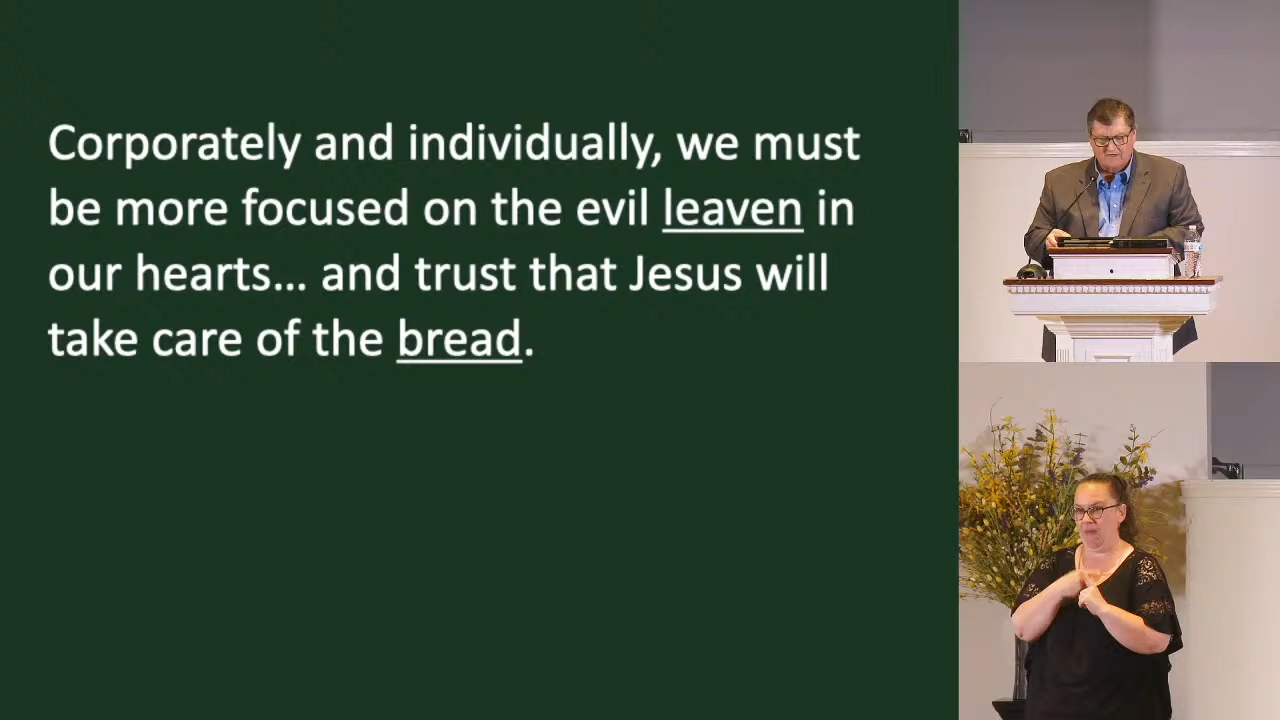 Corporately and individually, we must
be more focused on the evil leaven in
our hearts... and trust that Jesus will
take care of the bread.